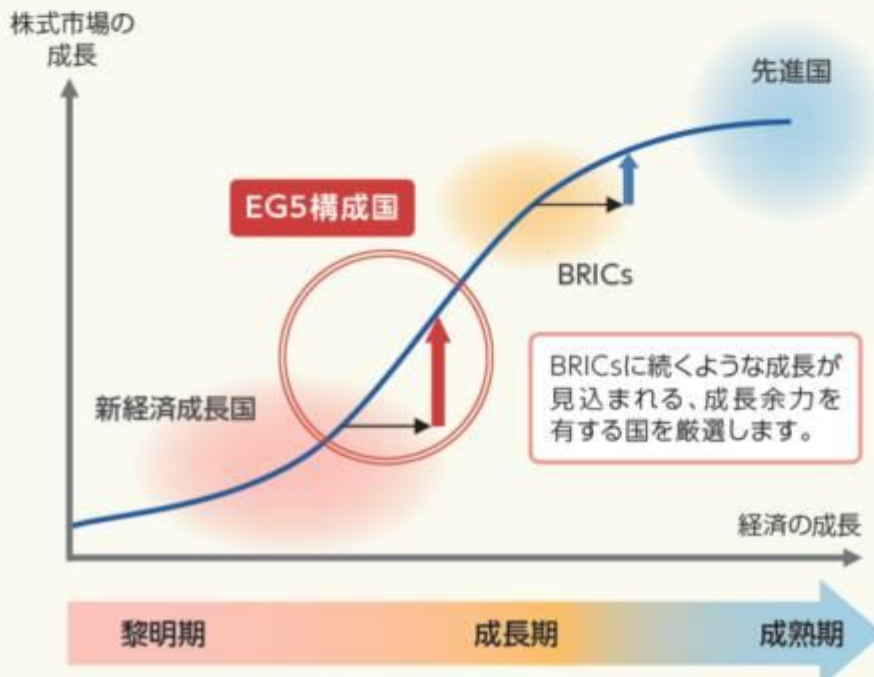 株式市場の
成長
先進国
EG5構成国
BRICs
BRICsに続くような成長が
見込まれる、成長余力を
有する国を厳選します。
新経済成長国
経済の成長
黎明期
成長期
成熟期